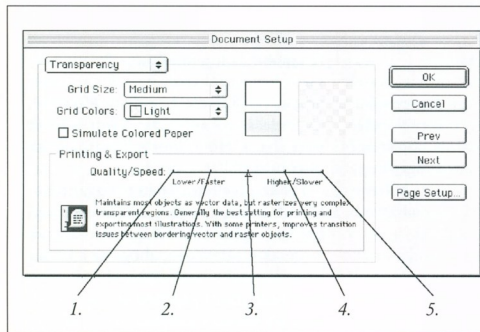 Document Setup
Transparency
Grid Size: Medium
Grid Colors: Light
Simulate Colored Paper
Printing & Export
Quality/Speed:
Lower/Faster Higher/Slower
Maintains most objects as vector data, but rasterizes very complex
transparent regions. Generally the best setting for printing and
exporting most illustrations. With some printers, improves transition
issues between bordering vector and raster objects.
OK
Cancel
Prev
Next
Page Setup...
1. 2. 3. 4. 5.